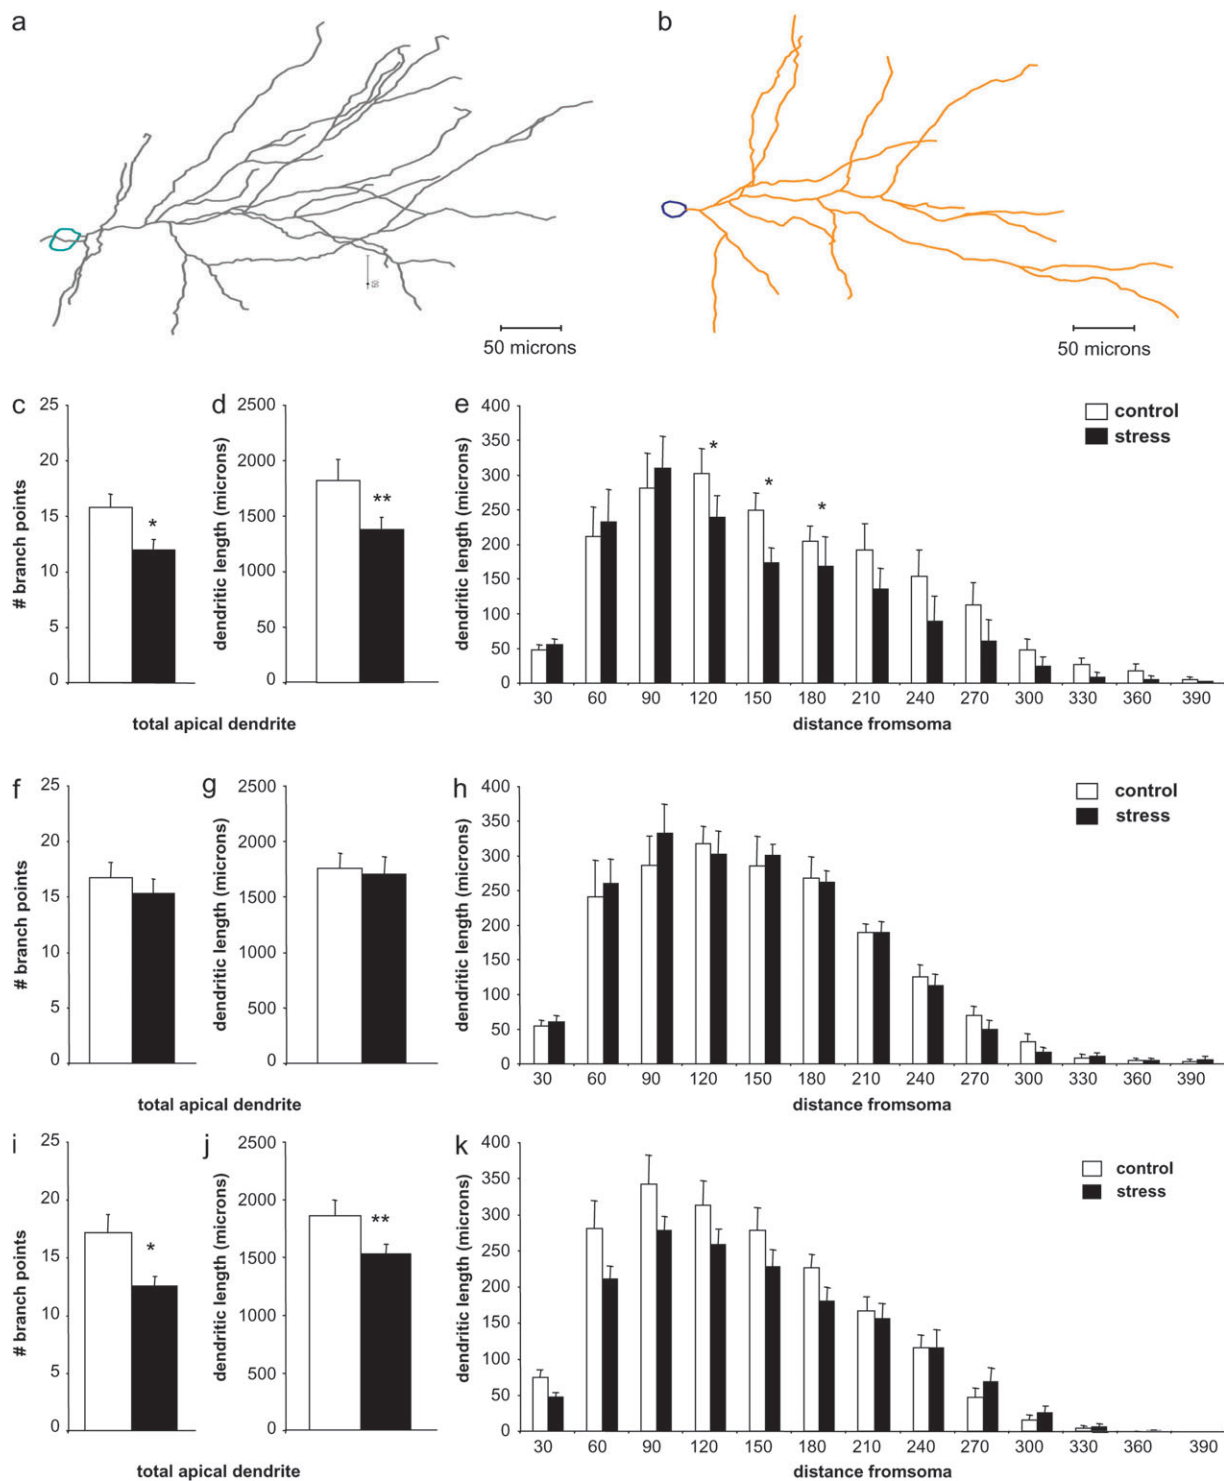 a
b
50 microns
50 microns
c
# branch points
25
20
15
10
5
0
d
dendritic length (microns)
2500
2000
1500
1000
50
0
*
**
total apical dendrite
e
dendritic length (microns)
400
350
300
250
200
150
100
50
0
* * *
control
stress
30 60 90 120 150 180 210 240 270 300 330 360 390
distance fromsoma
f
# branch points
25
20
15
10
5
0
g
dendritic length (microns)
2500
2000
1500
1000
500
0
total apical dendrite
h
dendritic length (microns)
400
350
300
250
200
150
100
50
0
control
stress
30 60 90 120 150 180 210 240 270 300 330 360 390
distance fromsoma
i
# branch points
25
20
15
10
5
0
*
j
dendritic length (microns)
2500
2000
1500
1000
500
0
**
total apical dendrite
k
dendritic length (microns)
400
350
300
250
200
150
100
50
0
control
stress
30 60 90 120 150 180 210 240 270 300 330 360 390
distance fromsoma